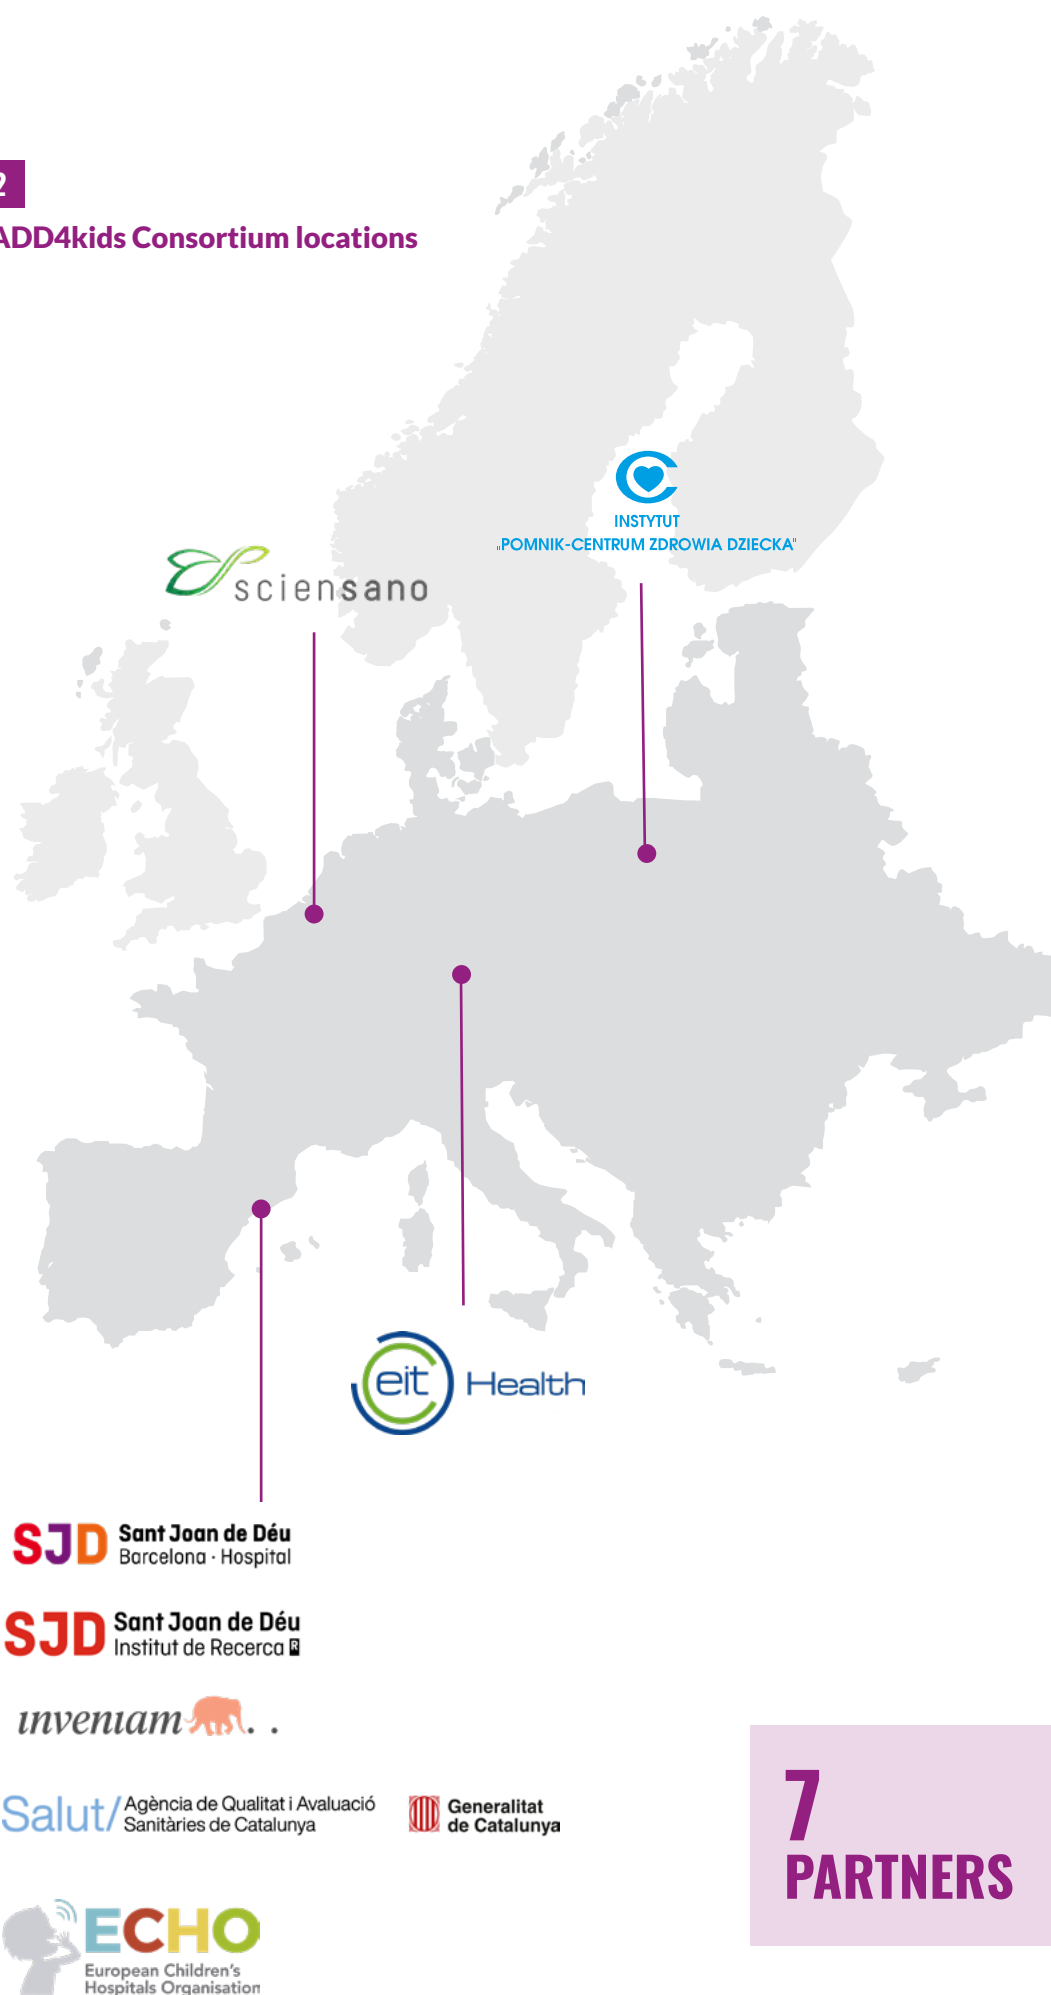 2
ADD4kids Consortium locations
INSTYTUT
„POMNIK-CENTRUM ZDROWIA DZIECKA"
sciensano
eit Health
SJD Sant Joan de Déu
Barcelona · Hospital
SJD Sant Joan de Déu
Institut de Recerca R
inveniam
Salut/ Agència de Qualitat i Avaluació
Sanitàries de Catalunya
Generalitat
de Catalunya
7
PARTNERS
ECHO
European Children's
Hospitals Organisation